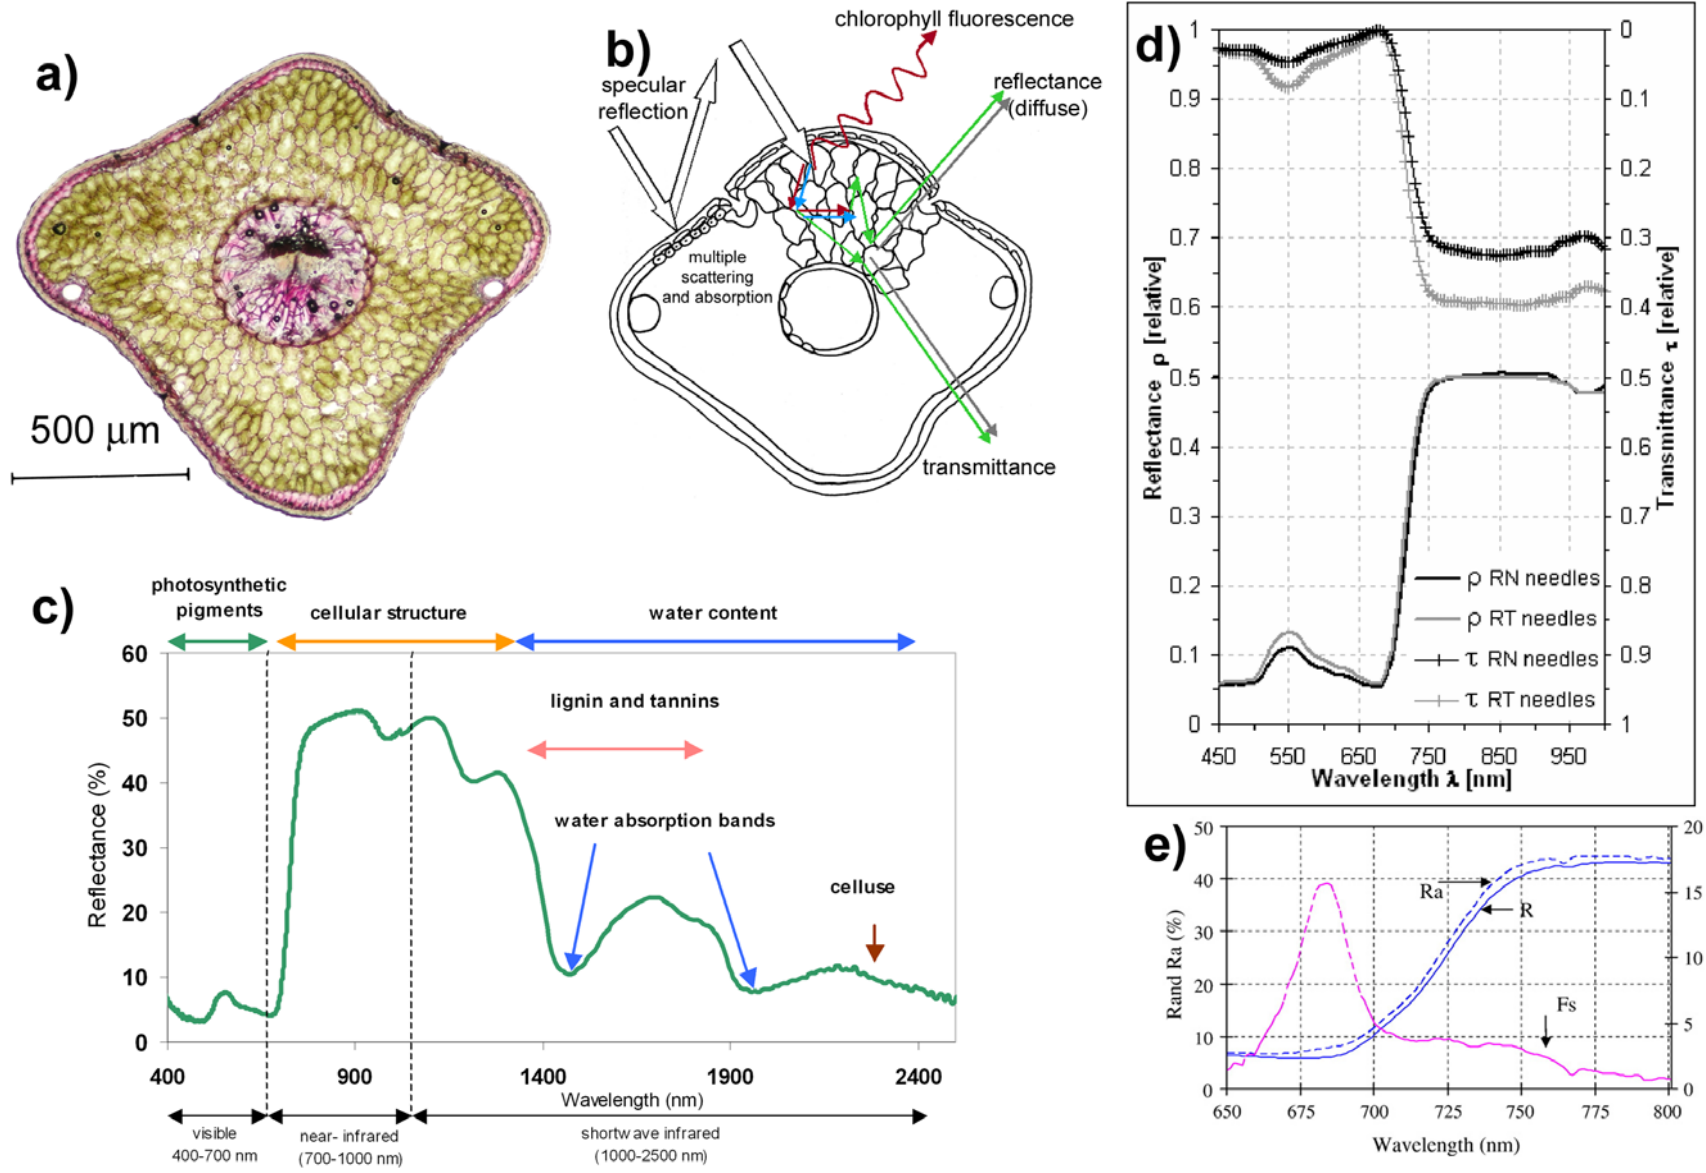 a)
500 μm
b)
chlorophyll fluorescence
specular
reflection
reflectance
(diffuse)
multiple
scattering
and absorption
transmittance
c)
photosynthetic
pigments
cellular structure
water content
lignin and tannins
water absorption bands
celluse
Reflectance (%)
60
50
40
30
20
10
0
400
900
1400
1900
2400
Wavelength (nm)
visible
400-700 nm
near- infrared
(700-1000 nm)
shortwave infrared
(1000-2500 nm)
d)
Reflectance ρ [relative]
1
0.9
0.8
0.7
0.6
0.5
0.4
0.3
0.2
0.1
0
Transmittance τ [relative]
0
0.1
0.2
0.3
0.4
0.5
0.6
0.7
0.8
0.9
1
ρ RN needles
ρ RT needles
τ RN needles
τ RT needles
450 550 650 750 850 950
Wavelength λ [nm]
e)
Rand Ra (%)
50
40
30
20
10
0
20
15
10
5
0
Ra
R
Fs
650 675 700 725 750 775 800
Wavelength (nm)